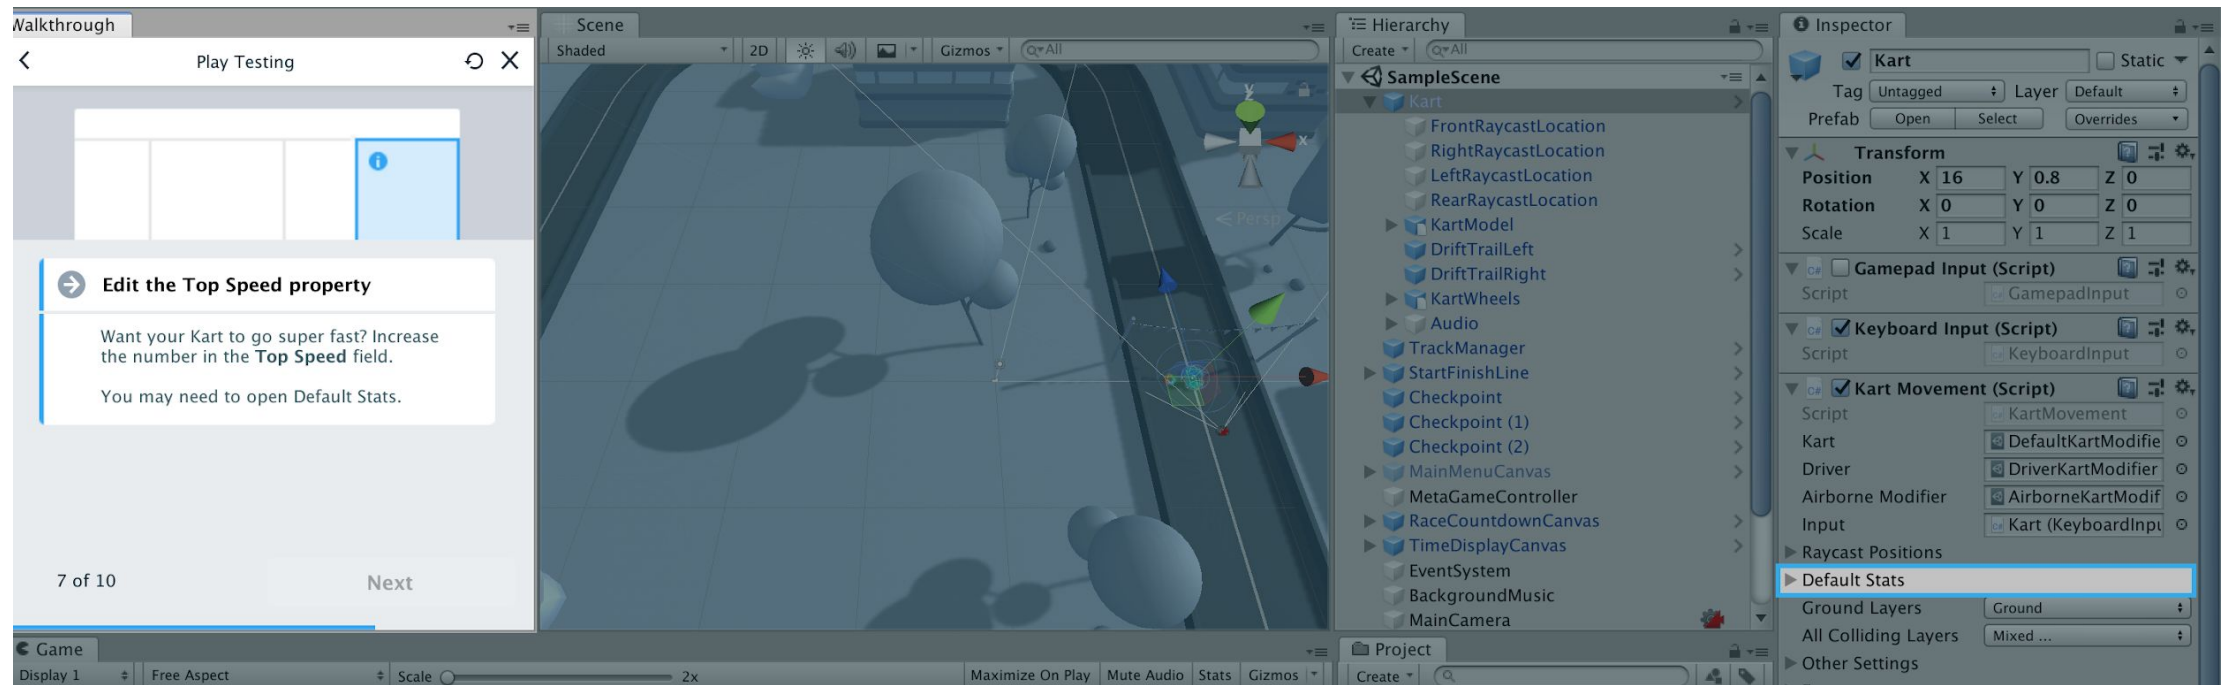 Walkthrough
Play Testing
Edit the Top Speed property
Want your Kart to go super fast? Increase
the number in the Top Speed field.
You may need to open Default Stats.
7 of 10
Next
Scene
Shaded
2D
Gizmos
All
Persp
y
x
Hierarchy
Create
All
SampleScene
Kart
FrontRaycastLocation
RightRaycastLocation
LeftRaycastLocation
RearRaycastLocation
KartModel
DriftTrailLeft
DriftTrailRight
KartWheels
Audio
TrackManager
StartFinishLine
Checkpoint
Checkpoint (1)
Checkpoint (2)
MainMenuCanvas
MetaGameController
RaceCountdownCanvas
TimeDisplayCanvas
EventSystem
BackgroundMusic
MainCamera
Inspector
Kart Static
Tag Untagged Layer Default
Prefab Open Select Overrides
Transform
Position X 16 Y 0.8 Z 0
Rotation X 0 Y 0 Z 0
Scale X 1 Y 1 Z 1
Gamepad Input (Script)
Script GamepadInput
Keyboard Input (Script)
Script KeyboardInput
Kart Movement (Script)
Script KartMovement
Kart DefaultKartModifie
Driver DriverKartModifier
Airborne Modifier AirborneKartModif
Input Kart (KeyboardInpu
Raycast Positions
Default Stats
Ground Layers Ground
All Colliding Layers Mixed ...
Other Settings
Game
Display 1 Free Aspect Scale 2x Maximize On Play Mute Audio Stats Gizmos
Project
Create